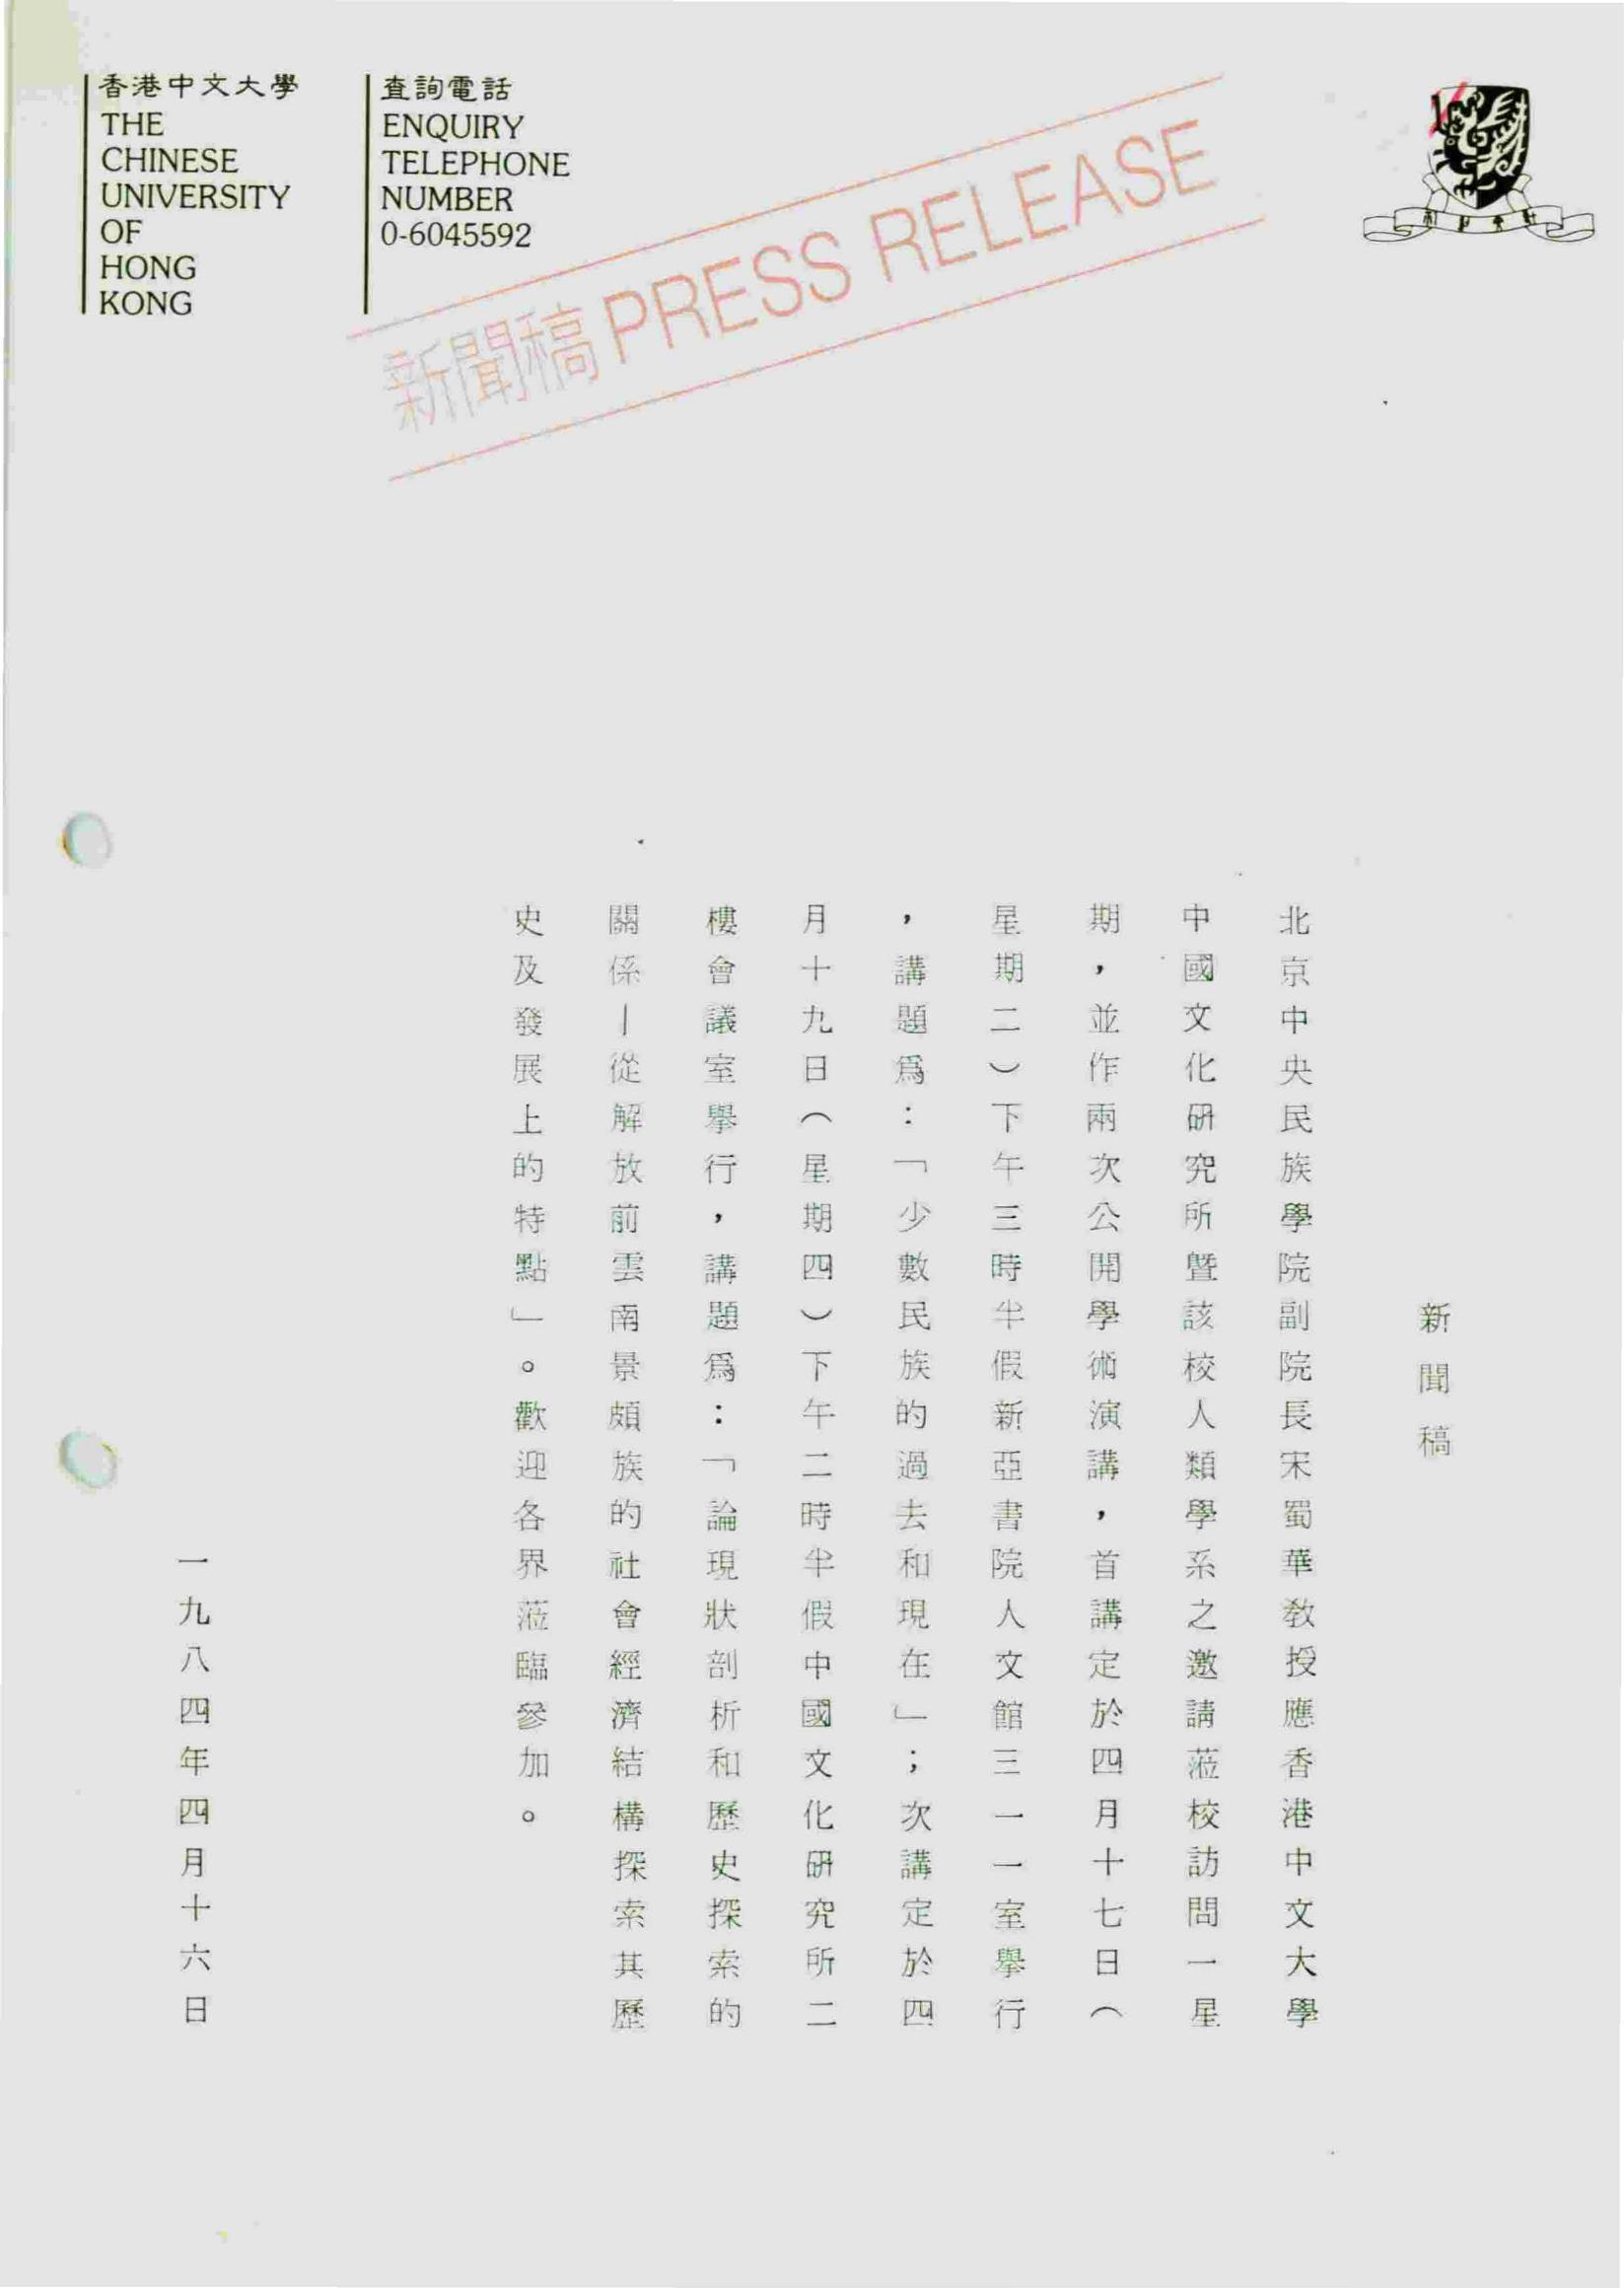 香港中文大學
THE
CHINESE
UNIVERSITY
OF
HONG
KONG
查詢電話
ENQUIRY
TELEPHONE
NUMBER
0-6045592
新聞稿 PRESS RELEASE
新聞稿
北京中央民族學院副院長宋蜀華教授應香港中文大學
中國文化研究所暨該校人類學系之邀請蒞校訪問一星
期，並作兩次公開學術演講，首講定於四月十七日（
星期二）下午三時半假新亞書院人文館三一一室舉行
，講題爲：「少數民族的過去和現在」；次講定於四
月十九日（星期四）下午二時半假中國文化研究所二
樓會議室舉行，講題爲：「論現狀剖析和歷史探索的
關係—從解放前雲南景頗族的社會經濟結構探索其歷
史及發展上的特點」。歡迎各界蒞臨參加。
一九八四年四月十六日